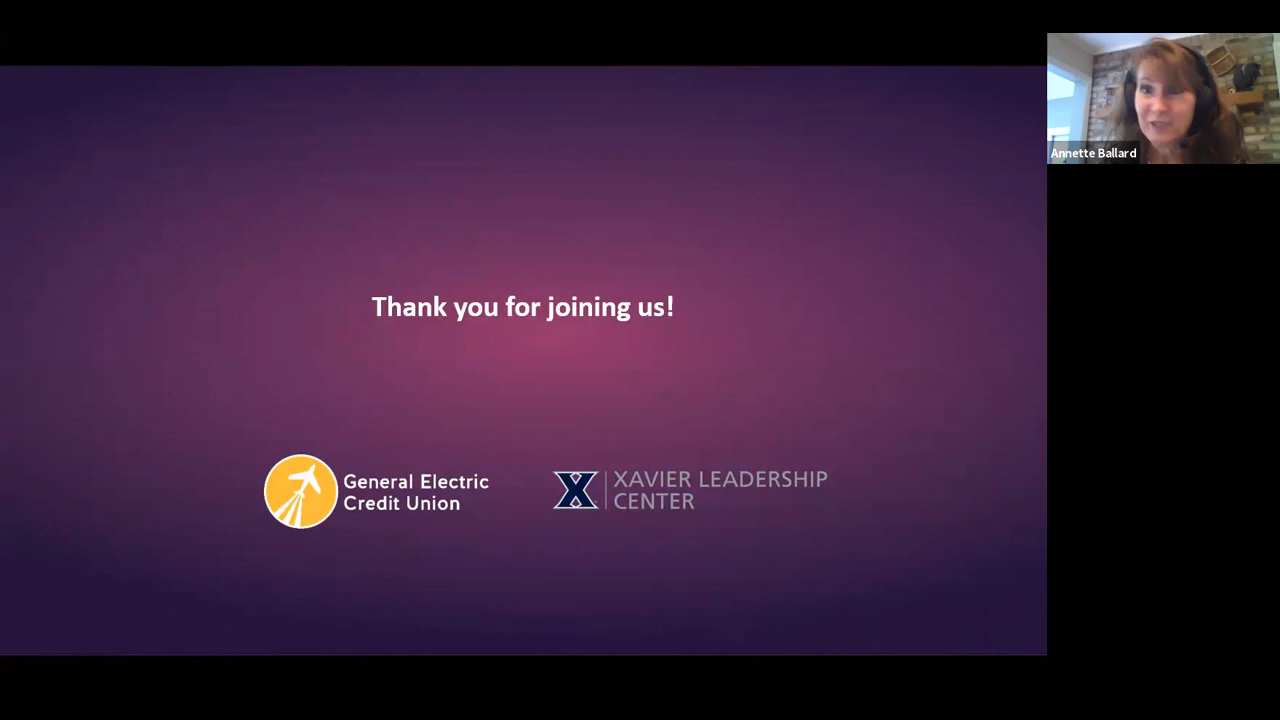 Annette Ballard
Thank you for joining us!
General Electric
Credit Union
X
XAVIER LEADERSHIP
CENTER